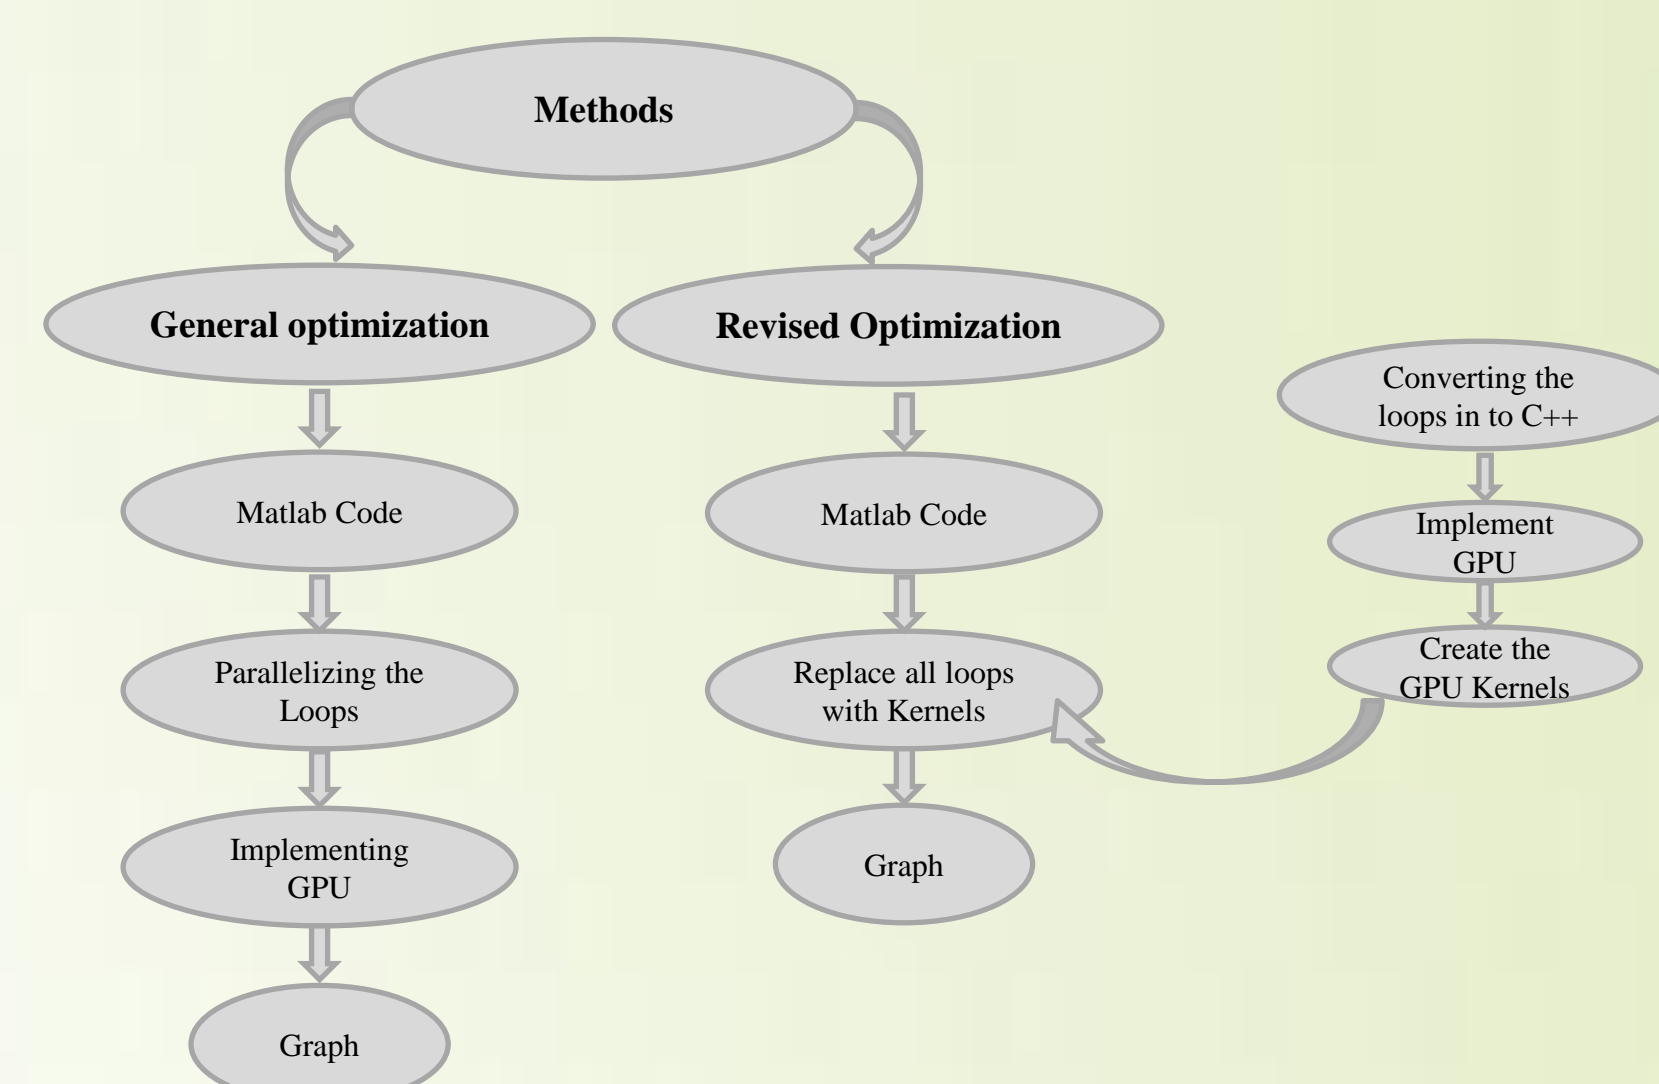 Methods
General optimization
Revised Optimization
Matlab Code
Parallelizing the
Loops
Implementing
GPU
Graph
Matlab Code
Replace all loops
with Kernels
Graph
Converting the
loops in to C++
Implement
GPU
Create the
GPU Kernels